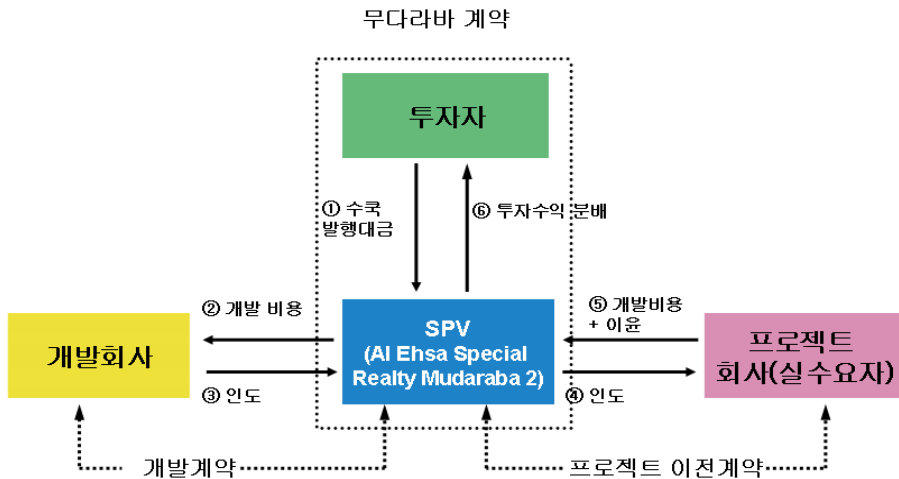 무다라바 계약
투자자
① 수쿡
발행대금
⑥ 투자수익 분배
② 개발 비용
⑤ 개발비용
+ 이윤
개발회사
SPV
(Al Ehsa Special
Realty Mudaraba 2)
프로젝트
회사(실수요자)
③ 인도
④ 인도
개발계약
프로젝트 이전계약